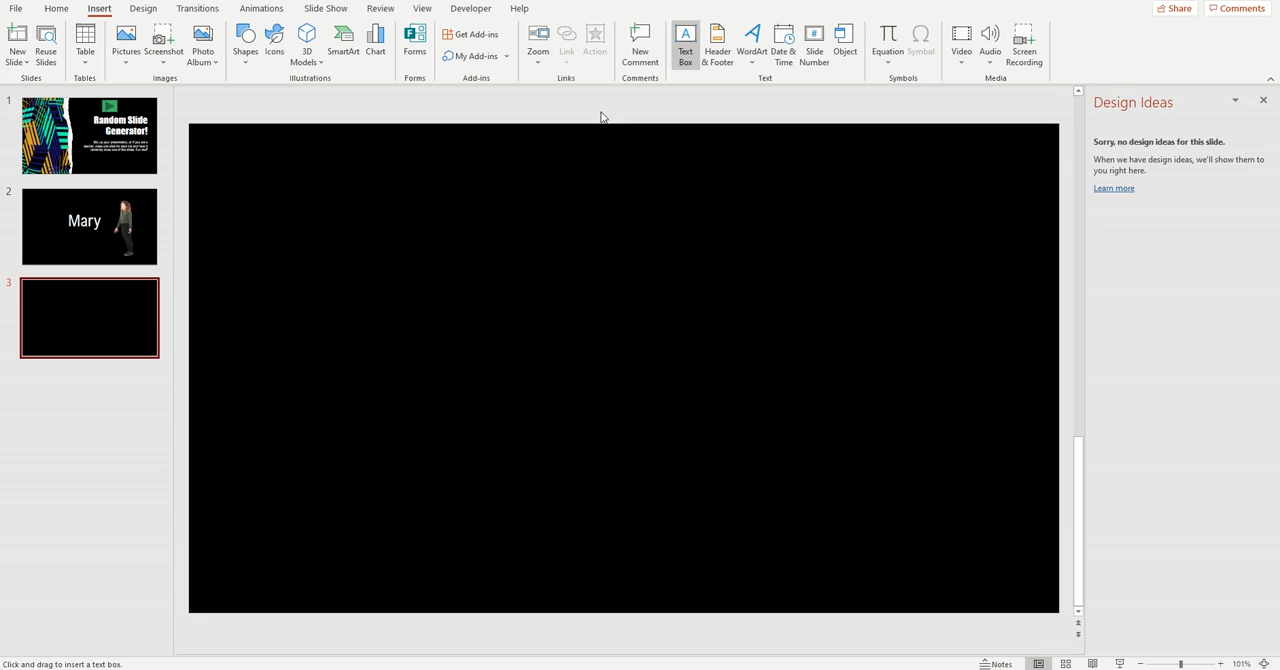 File Home Insert Design Transitions Animations Slide Show Review View Developer Help Share Comments
New Slide Reuse Slides Table Pictures Screenshot Photo Album Shapes Icons 3D Models SmartArt Chart Forms Get Add-ins My Add-ins Zoom Link Action New Comment Text Box Header & Footer WordArt Date & Time Slide Number Object Equation Symbol Video Audio Screen Recording
Slides Tables Images Illustrations Forms Add-ins Links Comments Text Symbols Media
1
Random Slide
Generator!
2
Mary
3
Design Ideas
Sorry, no design ideas for this slide.
When we have design ideas, we'll show them to
you right here.
Learn more
Click and drag to insert a text box. Notes 101%